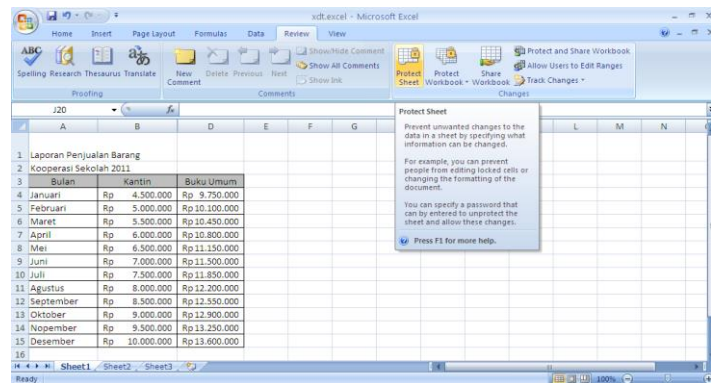 xdt.excel - Microsoft Excel
Home Insert Page Layout Formulas Data Review View
ABC
Spelling Research Thesaurus Translate
New Comment Delete Previous Next
Show/Hide Comment
Show All Comments
Show Ink
Protect Sheet Protect Workbook Share Workbook
Protect and Share Workbook
Allow Users to Edit Ranges
Track Changes
Proofing Comments Changes
J20 fx
A B D E F G L M N
Protect Sheet
Prevent unwanted changes to the
data in a sheet by specifying what
information can be changed.
For example, you can prevent
people from editing locked cells or
changing the formatting of the
document.
You can specify a password that
can be entered to unprotect the
sheet and allow these changes.
Press F1 for more help.
1 Laporan Penjualan Barang
2 Kooperasi Sekolah 2011
3 Bulan Kantin Buku Umum
4 Januari Rp 4.500.000 Rp 9.750.000
5 Februari Rp 5.000.000 Rp 10.100.000
6 Maret Rp 5.500.000 Rp 10.450.000
7 April Rp 6.000.000 Rp 10.800.000
8 Mei Rp 6.500.000 Rp 11.150.000
9 Juni Rp 7.000.000 Rp 11.500.000
10 Juli Rp 7.500.000 Rp 11.850.000
11 Agustus Rp 8.000.000 Rp 12.200.000
12 September Rp 8.500.000 Rp 12.550.000
13 Oktober Rp 9.000.000 Rp 12.900.000
14 Nopember Rp 9.500.000 Rp 13.250.000
15 Desember Rp 10.000.000 Rp 13.600.000
16
Sheet1 Sheet2 Sheet3
Ready 100%